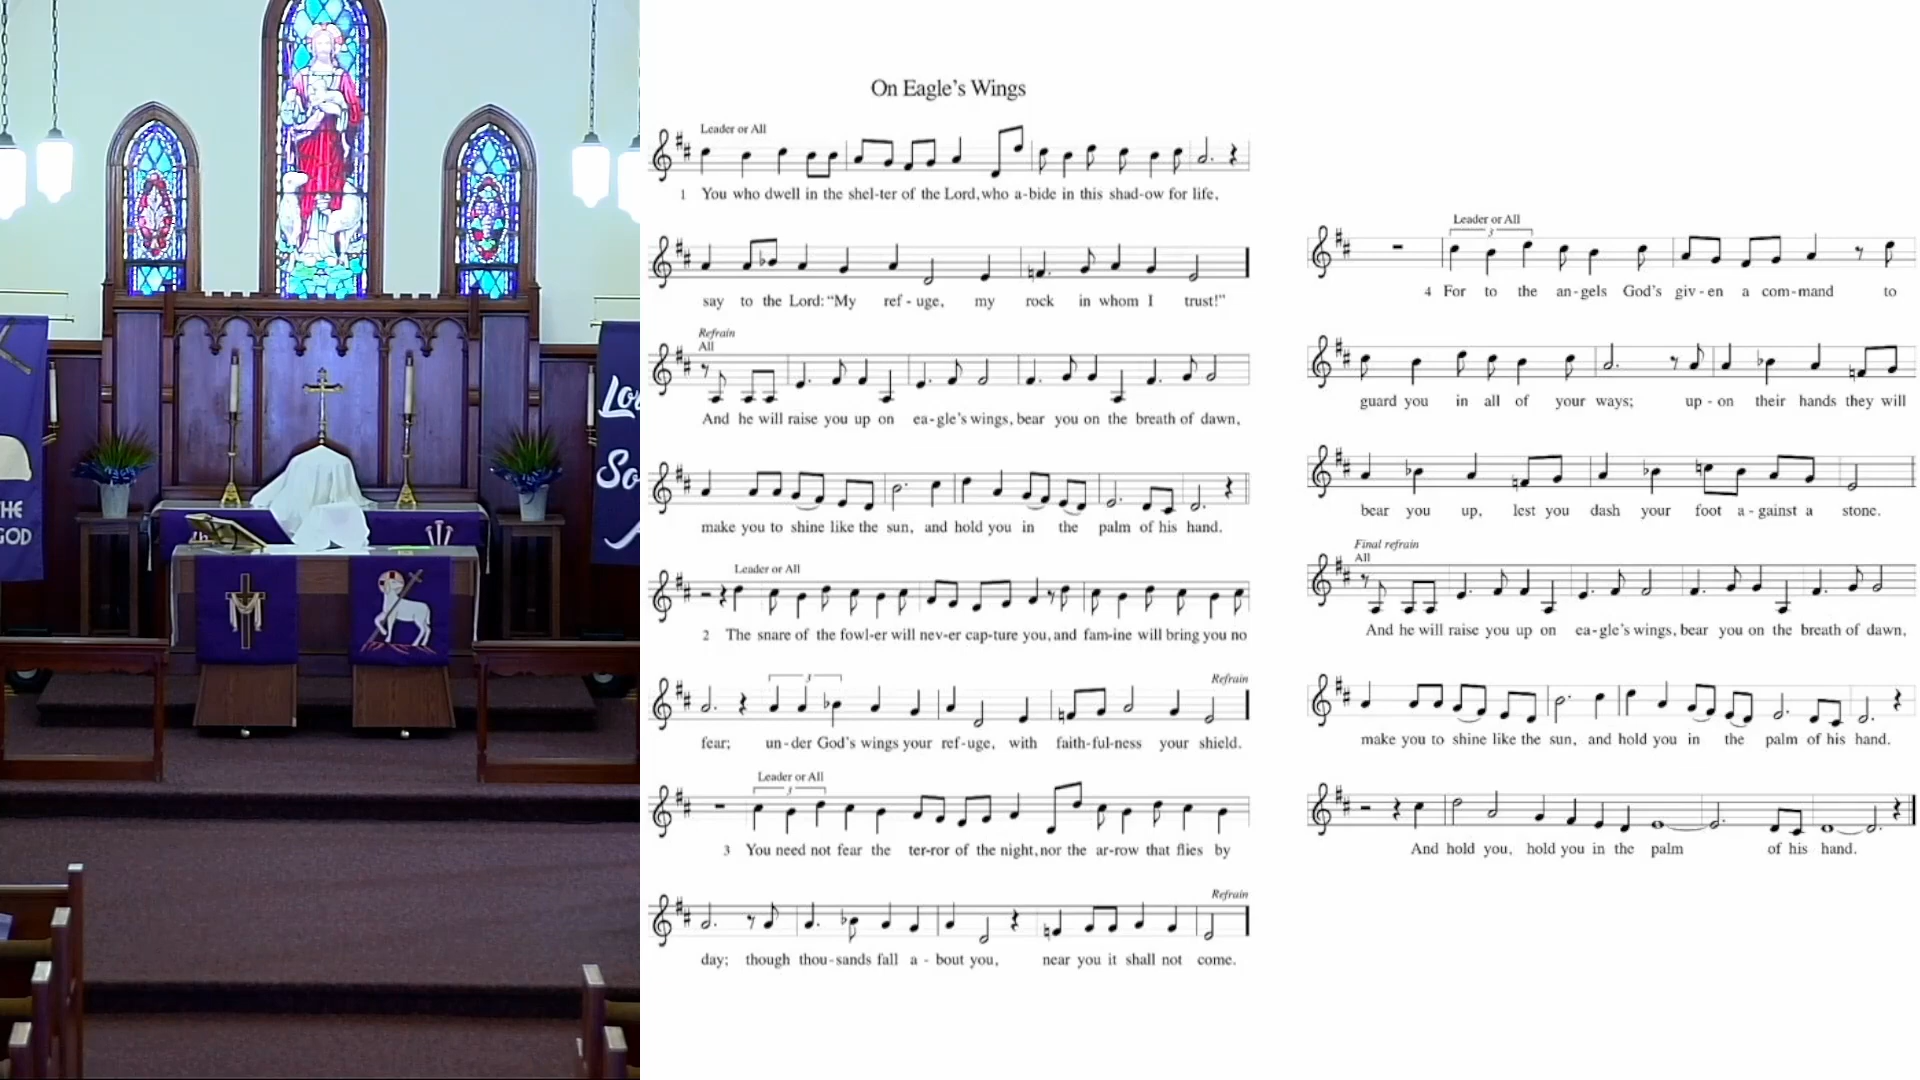 On Eagle's Wings
Leader or All
1 You who dwell in the shel-ter of the Lord, who a-bide in this shad-ow for life,
say to the Lord: “My ref-uge, my rock in whom I trust!”
Refrain
All
And he will raise you up on ea-gle's wings, bear you on the breath of dawn,
make you to shine like the sun, and hold you in the palm of his hand.
Leader or All
2 The snare of the fowl-er will nev-er cap-ture you, and fam-ine will bring you no
Refrain
3
fear; un-der God's wings your ref-uge, with faith-ful-ness your shield.
Leader or All
3
3 You need not fear the ter-ror of the night, nor the ar-row that flies by
Refrain
day; though thou-sands fall a-bout you, near you it shall not come.
Leader or All
3
4 For to the an-gels God's giv-en a com-mand to
guard you in all of your ways; up-on their hands they will
bear you up, lest you dash your foot a-gainst a stone.
Final refrain
All
And he will raise you up on ea-gle's wings, bear you on the breath of dawn,
make you to shine like the sun, and hold you in the palm of his hand.
And hold you, hold you in the palm of his hand.
THE
GOD